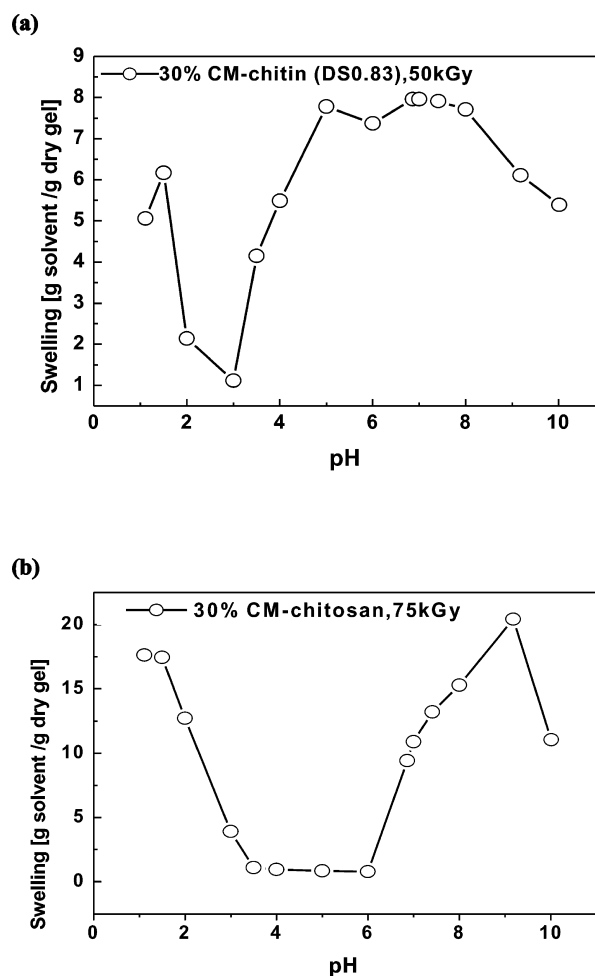 (a)
30% CM-chitin (DS0.83),50kGy
Swelling [g solvent /g dry gel]
9
8
7
6
5
4
3
2
1
0 2 4 6 8 10
pH
(b)
30% CM-chitosan,75kGy
Swelling [g solvent /g dry gel]
20
15
10
5
0
0 2 4 6 8 10
pH